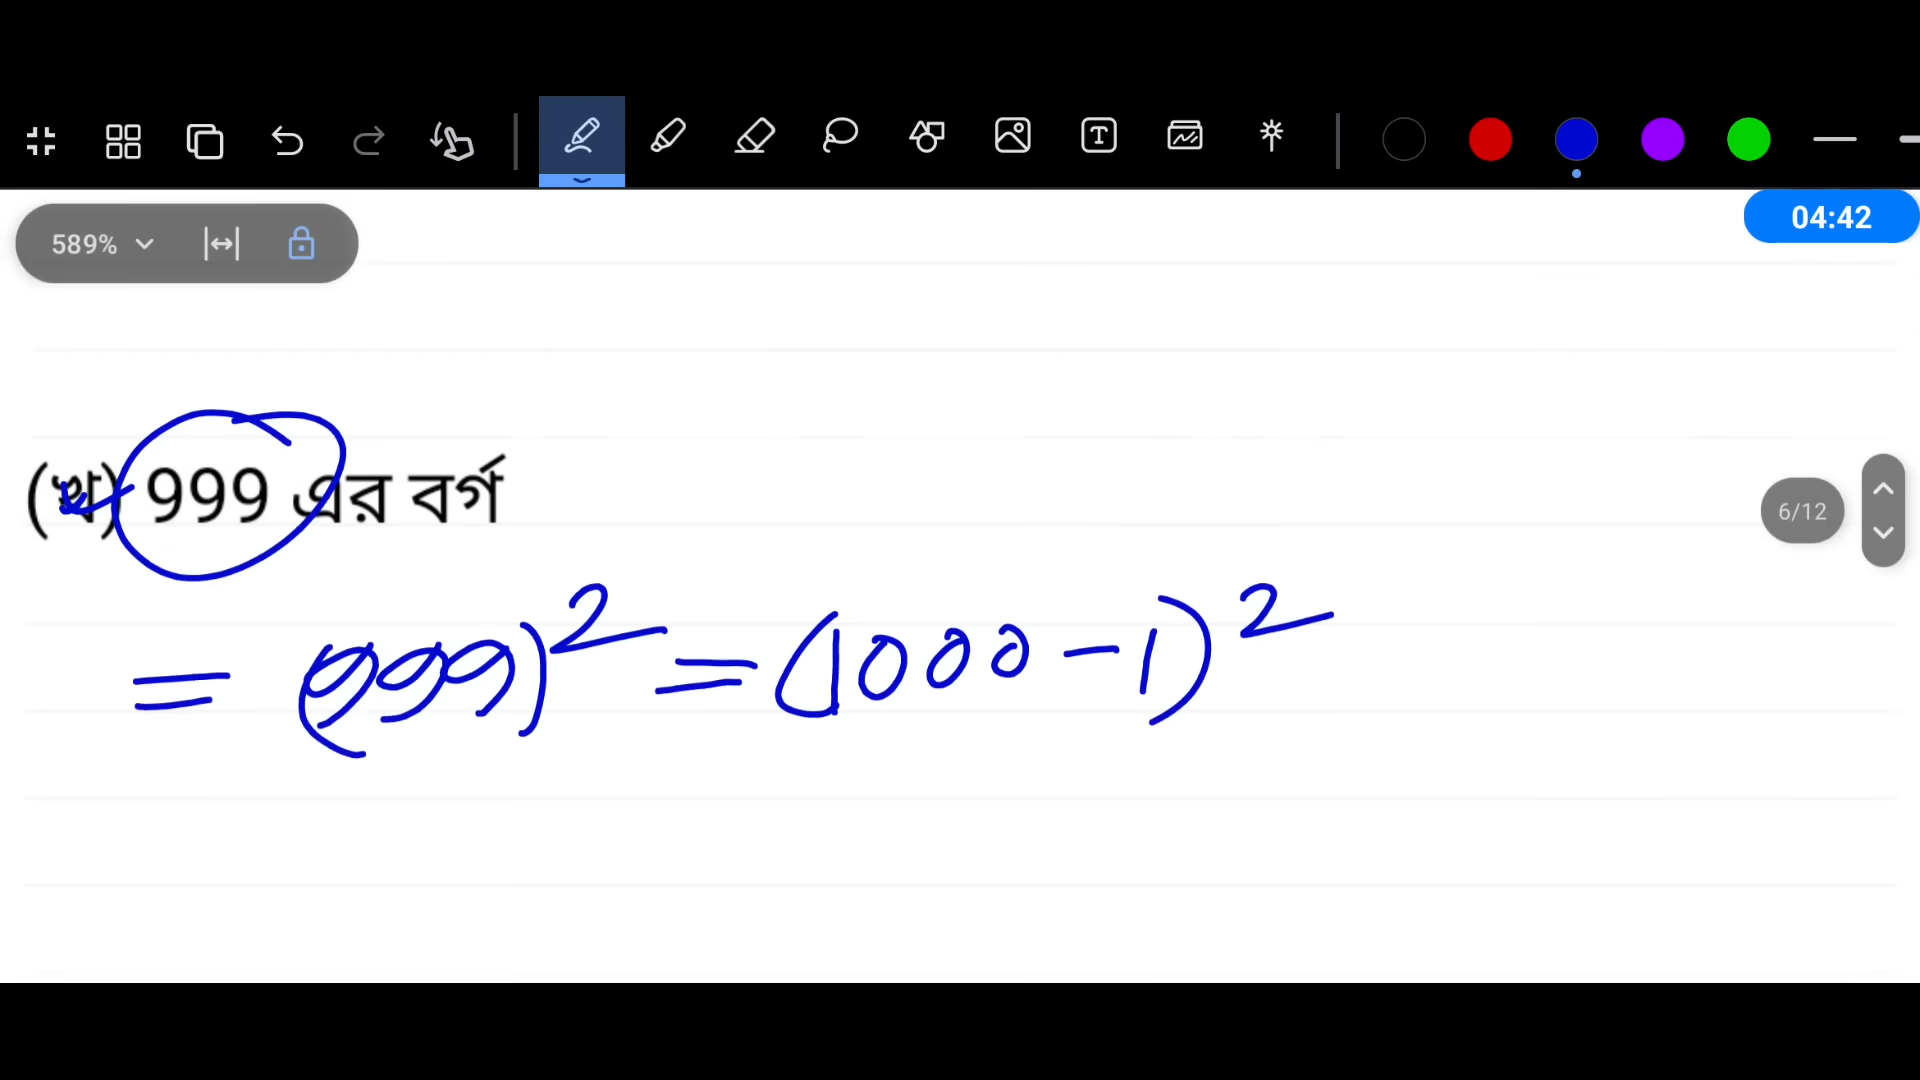 04:42
589%
(খ) 999 এর বর্গ
6/12
= (999)² = (1000-1)²